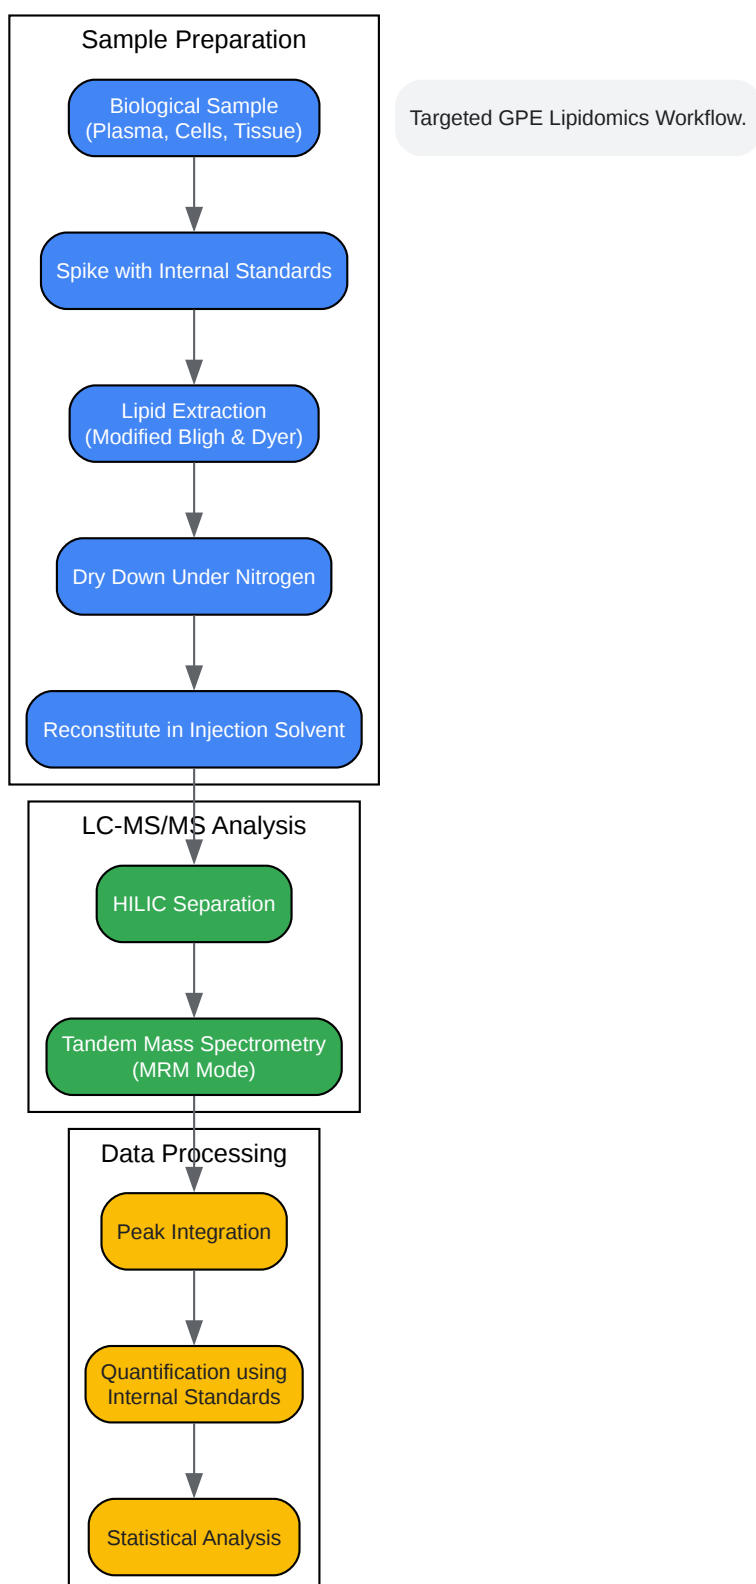 Sample Preparation
Biological Sample
(Plasma, Cells, Tissue)
Targeted GPE Lipidomics Workflow.
Spike with Internal Standards
Lipid Extraction
(Modified Bligh & Dyer)
Dry Down Under Nitrogen
Reconstitute in Injection Solvent
LC-MS/MS Analysis
HILIC Separation
Tandem Mass Spectrometry
(MRM Mode)
Data Processing
Peak Integration
Quantification using
Internal Standards
Statistical Analysis